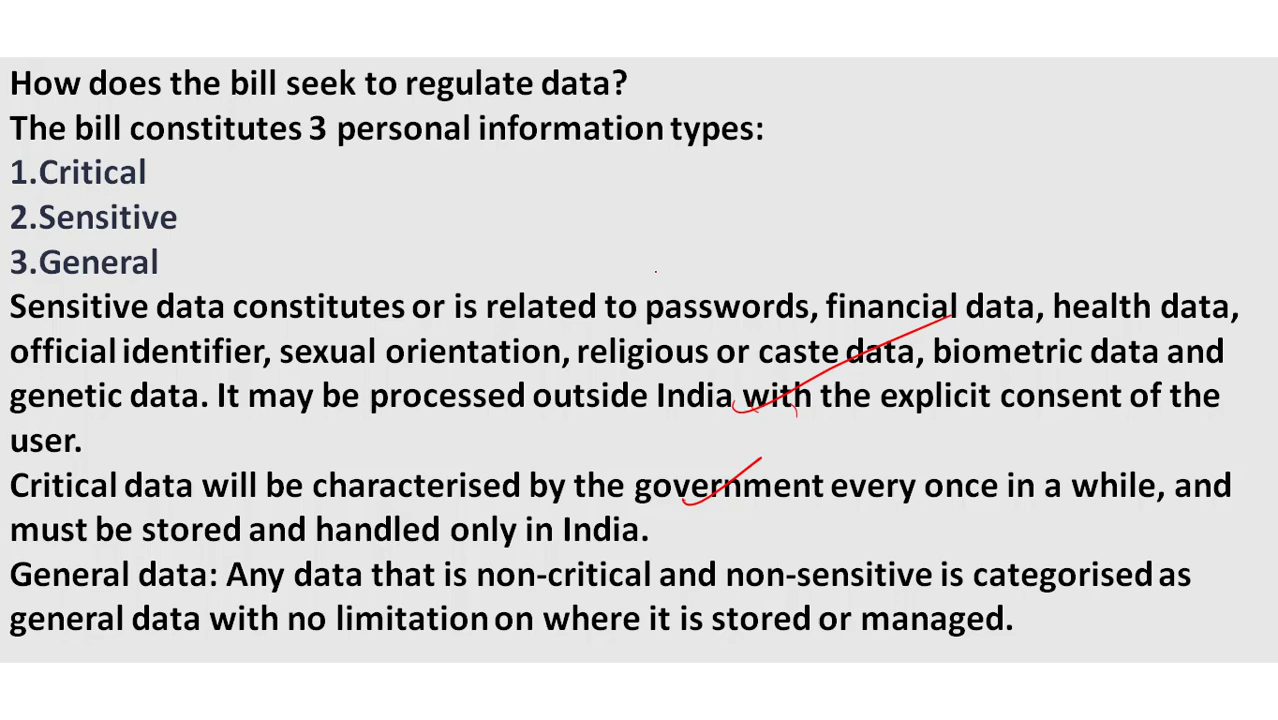 How does the bill seek to regulate data?
The bill constitutes 3 personal information types:
1.Critical
2.Sensitive
3.General
Sensitive data constitutes or is related to passwords, financial data, health data,
official identifier, sexual orientation, religious or caste data, biometric data and
genetic data. It may be processed outside India with the explicit consent of the
user.
Critical data will be characterised by the government every once in a while, and
must be stored and handled only in India.
General data: Any data that is non-critical and non-sensitive is categorised as
general data with no limitation on where it is stored or managed.